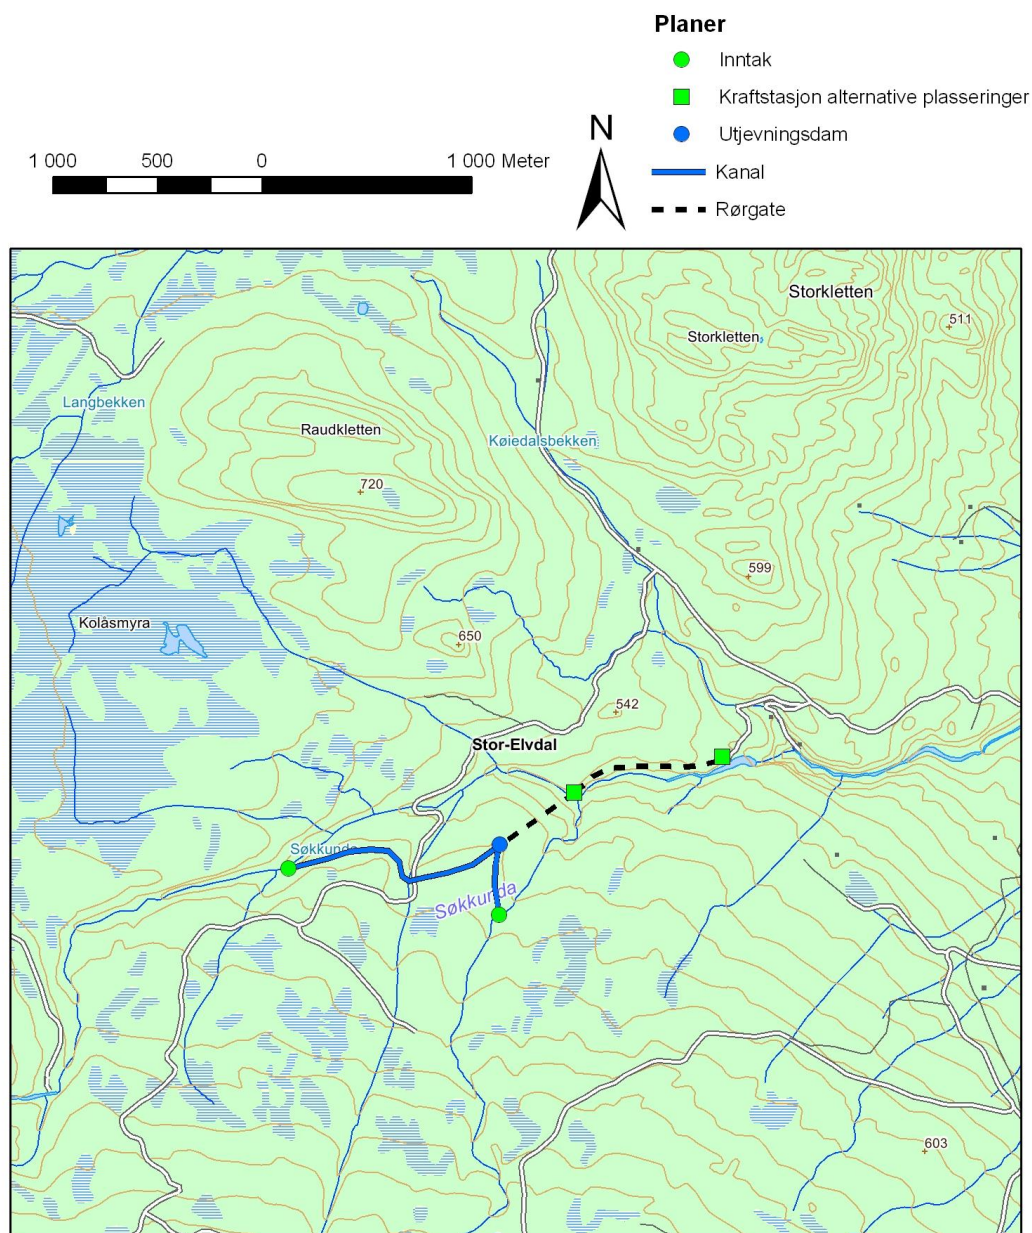 Planer
Inntak
Kraftstasjon alternative plasseringer
Utjevningsdam
Kanal
Rørgate
N
1 000 500 0 1 000 Meter
Storkletten
511
Storkletten
Langbekken
Raudkletten
Køiedalsbekken
720
599
Kolåsmyra
650
542
Stor-Elvdal
Søkkunda
Søkkunda
603